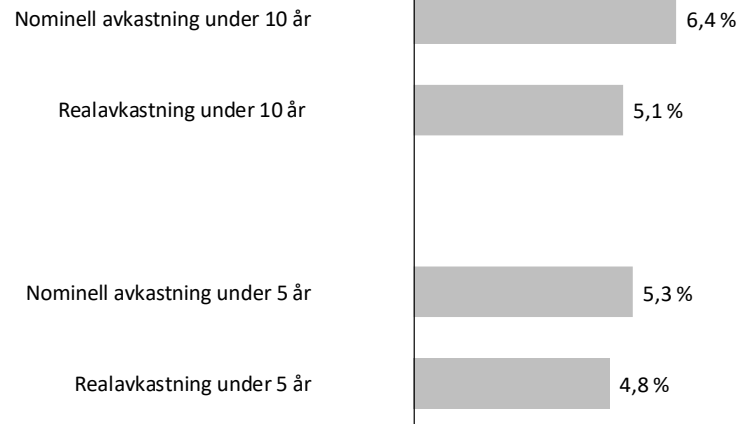 Nominell avkastning under 10 år 6,4 %
Realavkastning under 10 år 5,1 %
Nominell avkastning under 5 år 5,3 %
Realavkastning under 5 år 4,8 %